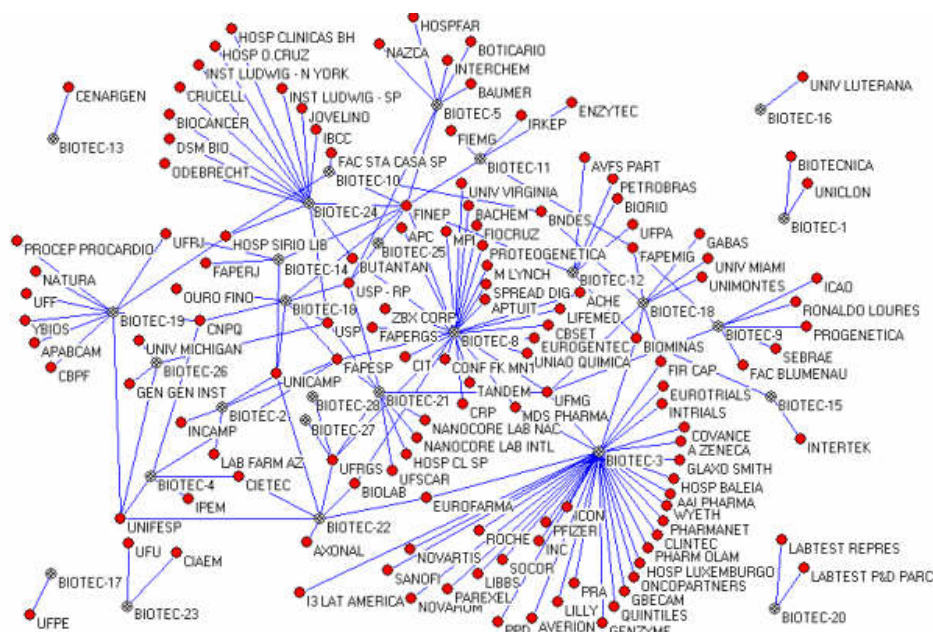 HOSPFAR
HOSP CLINICAS BH
BOTICARIO
HOSP O.CRUZ
NAZCA
INTERCHEM
INST LUDWIG - N YORK
UNIV LUTERANA
CENARGEN
CRUCELL
INST LUDWIG - SP
BAUMER
BIOTEC-5
ENZYTEC
JOVELINO
BIOTEC-16
BIOCANCER
IRKEP
IBCC
FIEMG
BIOTEC-13
DSM BIO
FAC STA CASA SP
BIOTEC-11
AYFS PART
BIOTECNICA
ODEBRECHT
BIOTEC-10
PETROBRAS
UNIV VIRGINIA
UNICLON
BIOTEC-24
FINEP
BACHEM
BNDES
BIORIO
BIOTEC-1
APC
FIOCRUZ
UFPA
GABAS
PROCEP PROCARDIO
UFRJ
HOSP SIRIO LIB
BIOTEC-25
MPI
PROTEOGENETICA
FAPEMIG
UNIV MIAMI
FAPERJ
BIOTEC-14
BUTANTAN
M LYNCH
BIOTEC-12
UNIMONTES
ICAO
NATURA
USP - RP
SPREAD DIG
ACHE
UFF
OURO FINO
BIOTEC-18
ZBX CORP
APTUIT
LIFEMED
BIOTEC-18
RONALDO LOURES
YBIOS
BIOTEC-19
CNPQ
USP
FAPERGS
BIOTEC-8
CBSET
BIOTEC-9
PROGENETICA
APABCAM
UNIV MICHIGAN
EUROGENTEC
BIOMINAS
SEBRAE
CBPF
BIOTEC-26
FAPESP
CIT
CONF FK MNT
UNIAO QUIMICA
FIR CAP
FAC BLUMENAU
GEN GEN INST
UNICAMP
BIOTEC-21
TANDEM
UFMG
EUROTRIALS
BIOTEC-15
BIOTEC-2
BIOTEC-28
CRP
MDS PHARMA
INTRIALS
INCAMP
BIOTEC-27
NANOCORE LAB NAC
COVANCE
INTERTEK
NANOCORE LAB INTL
A ZENECA
LAB FARM AZ
UFRGS
HOSP CL SP
BIOTEC-3
GLAXO SMITH
BIOTEC-4
CIETEC
UFSCAR
HOSP BALEIA
BIOLAB
AAI PHARMA
IPEM
EUROFARMA
ICON
WYETH
UNIFESP
BIOTEC-22
ROCHE
PFIZER
PHARMANET
UFU
AXONAL
INC
CLINTEC
LABTEST REPRES
CIAEM
NOVARTIS
SOCOR
PHARM OLAM
BIOTEC-17
SANOFI
LIBBS
HOSP LUXEMBURGO
LABTEST P&D PARC
I3 LAT AMERICA
PAREXEL
PRA
ONCOPARTNERS
NOVAHUM
LILLY
GBECAM
UFPE
BIOTEC-23
QUINTILES
BIOTEC-20
PPD
AVERION
GENZYME